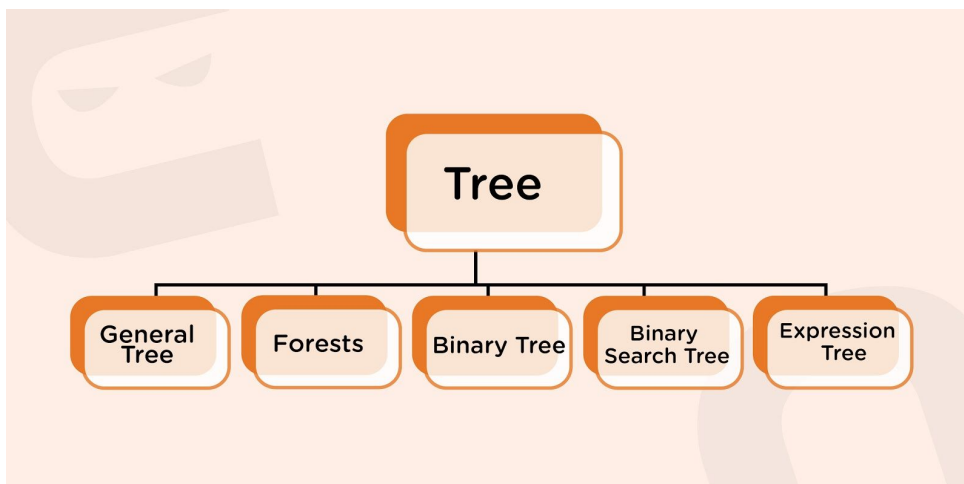 Tree
General
Tree
Forests
Binary Tree
Binary
Search Tree
Expression
Tree